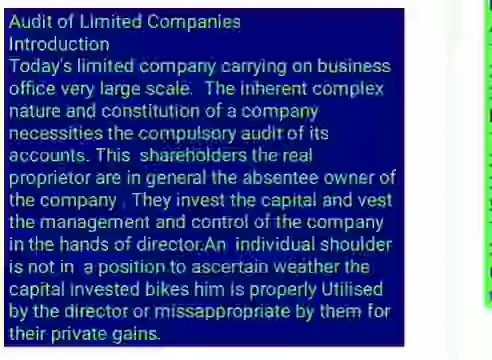 Audit of Limited Companies
Introduction
Today's limited company carrying on business
office very large scale. The inherent complex
nature and constitution of a company
necessities the compulsory audit of its
accounts. This shareholders the real
proprietor are in general the absentee owner of
the company . They invest the capital and vest
the management and control of the company
in the hands of director.An individual shoulder
is not in a position to ascertain weather the
capital invested bikes him is properly Utilised
by the director or missappropriate by them for
their private gains.